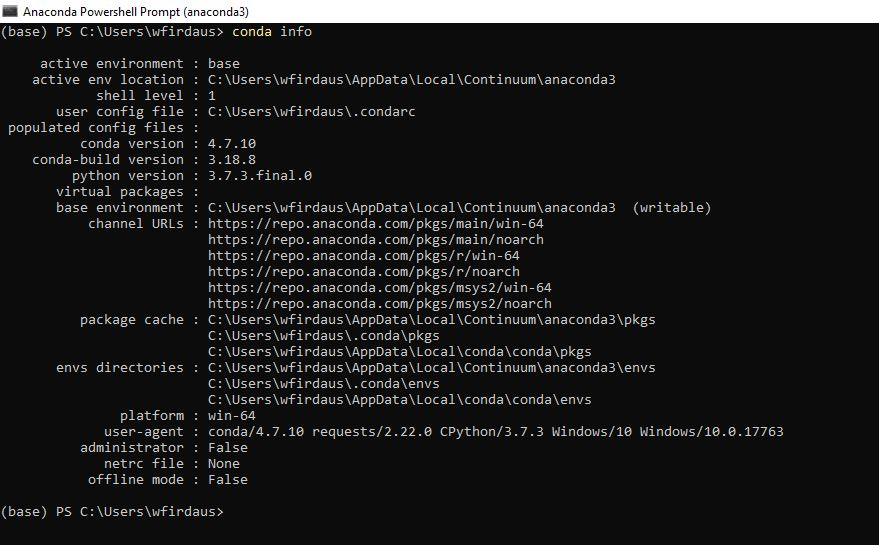 Anaconda Powershell Prompt (anaconda3)
(base) PS C:\Users\wfirdaus> conda info
active environment : base
active env location : C:\Users\wfirdaus\AppData\Local\Continuum\anaconda3
shell level : 1
user config file : C:\Users\wfirdaus\.condarc
populated config files :
conda version : 4.7.10
conda-build version : 3.18.8
python version : 3.7.3.final.0
virtual packages :
base environment : C:\Users\wfirdaus\AppData\Local\Continuum\anaconda3  (writable)
channel URLs : https://repo.anaconda.com/pkgs/main/win-64
https://repo.anaconda.com/pkgs/main/noarch
https://repo.anaconda.com/pkgs/r/win-64
https://repo.anaconda.com/pkgs/r/noarch
https://repo.anaconda.com/pkgs/msys2/win-64
https://repo.anaconda.com/pkgs/msys2/noarch
package cache : C:\Users\wfirdaus\AppData\Local\Continuum\anaconda3\pkgs
C:\Users\wfirdaus\.conda\pkgs
C:\Users\wfirdaus\AppData\Local\conda\conda\pkgs
envs directories : C:\Users\wfirdaus\AppData\Local\Continuum\anaconda3\envs
C:\Users\wfirdaus\.conda\envs
C:\Users\wfirdaus\AppData\Local\conda\conda\envs
platform : win-64
user-agent : conda/4.7.10 requests/2.22.0 CPython/3.7.3 Windows/10 Windows/10.0.17763
administrator : False
netrc file : None
offline mode : False
(base) PS C:\Users\wfirdaus>